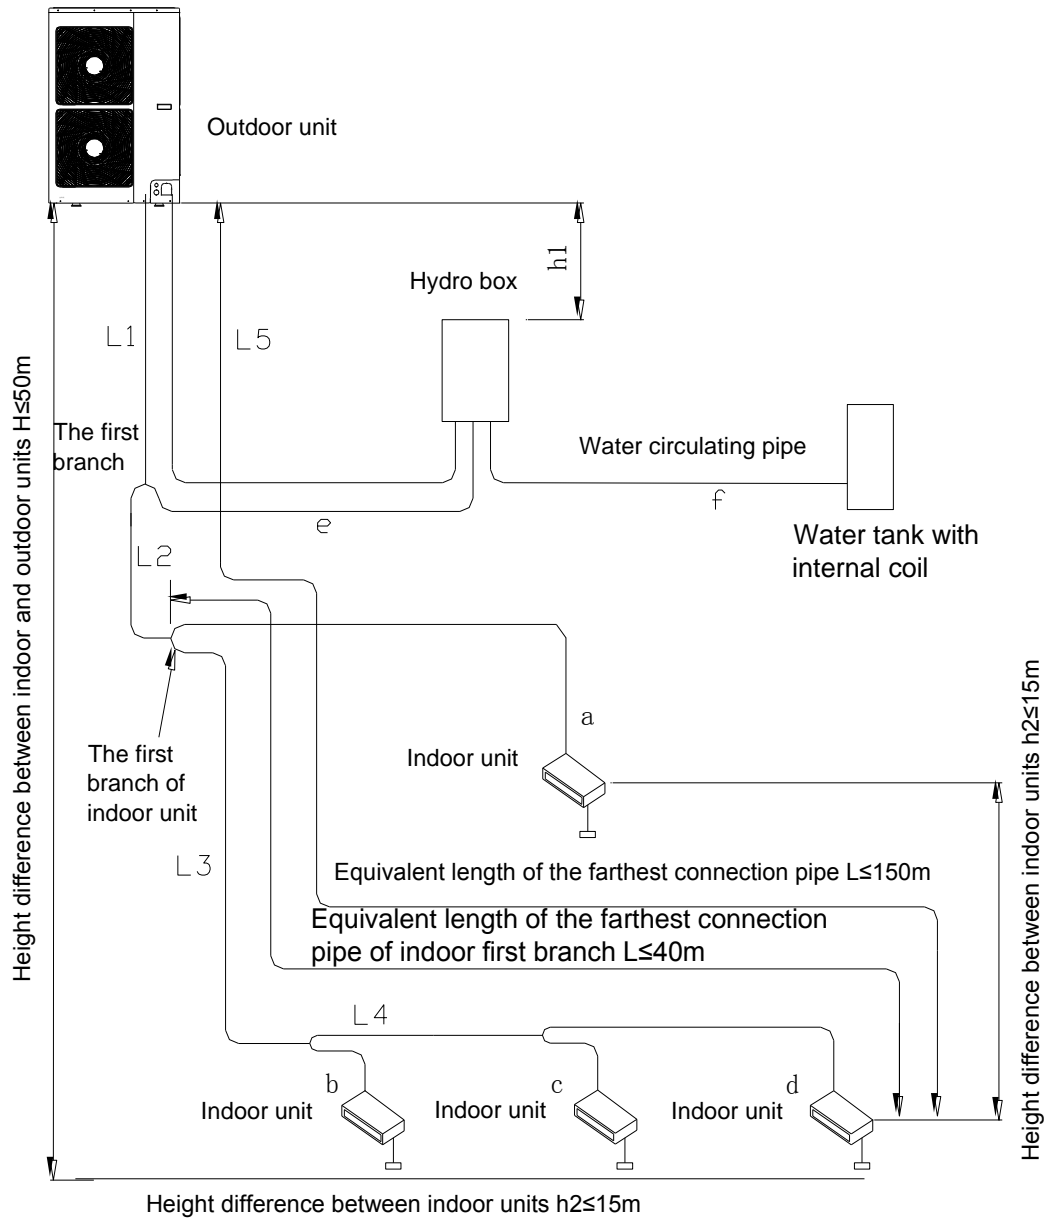 Outdoor unit
h1
Hydro box
L1
L5
Height difference between indoor and outdoor units H≤50m
The first
branch
Water circulating pipe
e
f
L2
Water tank with
internal coil
a
The first
branch of
indoor unit
Indoor unit
Height difference between indoor units h2≤15m
L3
Equivalent length of the farthest connection pipe L≤150m
Equivalent length of the farthest connection
pipe of indoor first branch L≤40m
L4
b
c
d
Indoor unit
Indoor unit
Indoor unit
Height difference between indoor units h2≤15m